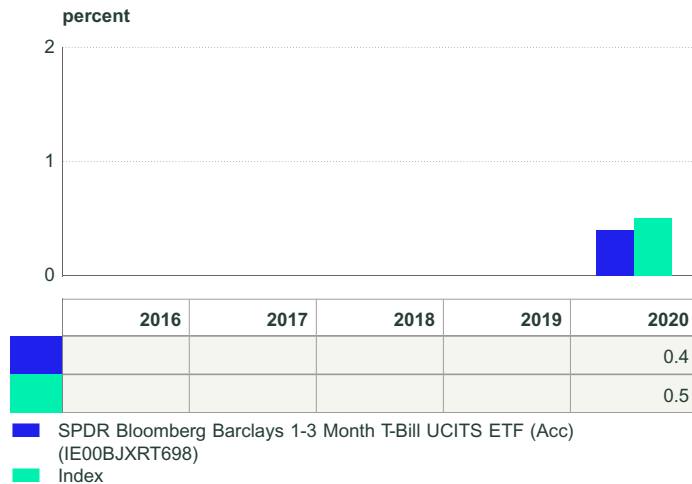 percent
2
1
0
2016 2017 2018 2019 2020
0.4
0.5
SPDR Bloomberg Barclays 1-3 Month T-Bill UCITS ETF (Acc)
(IE00BJXRT698)
Index